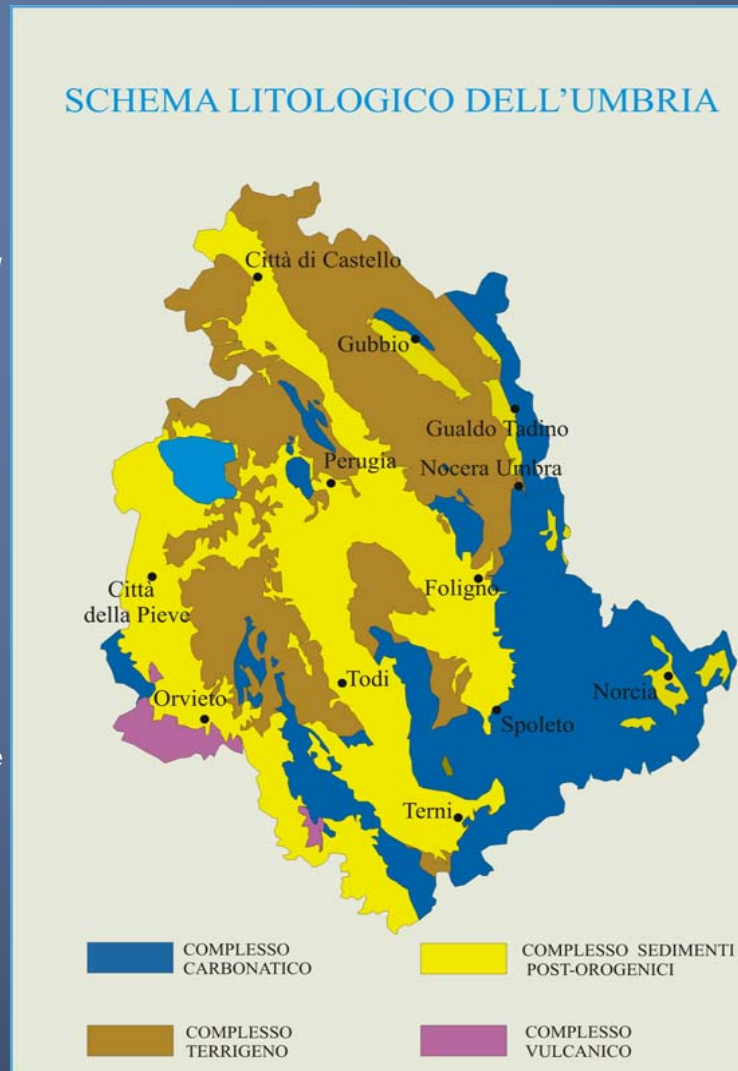 SCHEMA LITOLOGICO DELL'UMBRIA
Città di Castello
Gubbio
Gualdo Tadino
Perugia
Nocera Umbra
Città
della Pieve
Foligno
Todi
Norcia
Orvieto
Spoleto
Terni
COMPLESSO
CARBONATICO
COMPLESSO SEDIMENTI
POST-OROGENICI
COMPLESSO
TERRIGENO
COMPLESSO
VULCANICO